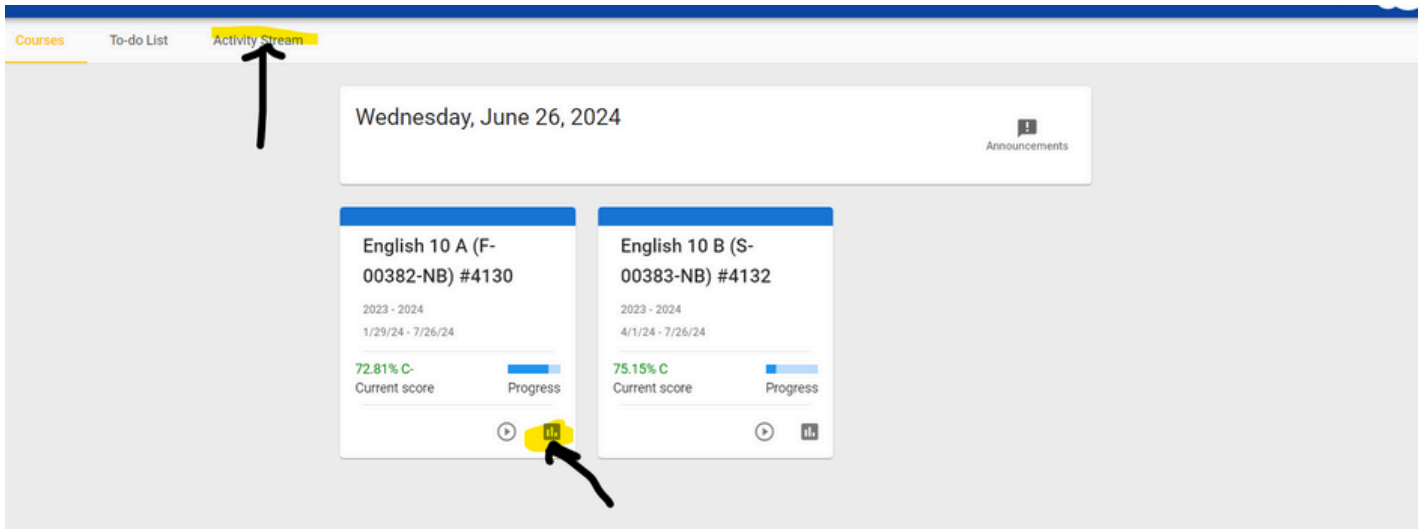 Courses To-do List Activity Stream
Wednesday, June 26, 2024
Announcements
English 10 A (F-
00382-NB) #4130
2023 - 2024
1/29/24 - 7/26/24
72.81% C-
Current score Progress
English 10 B (S-
00383-NB) #4132
2023 - 2024
4/1/24 - 7/26/24
75.15% C
Current score Progress